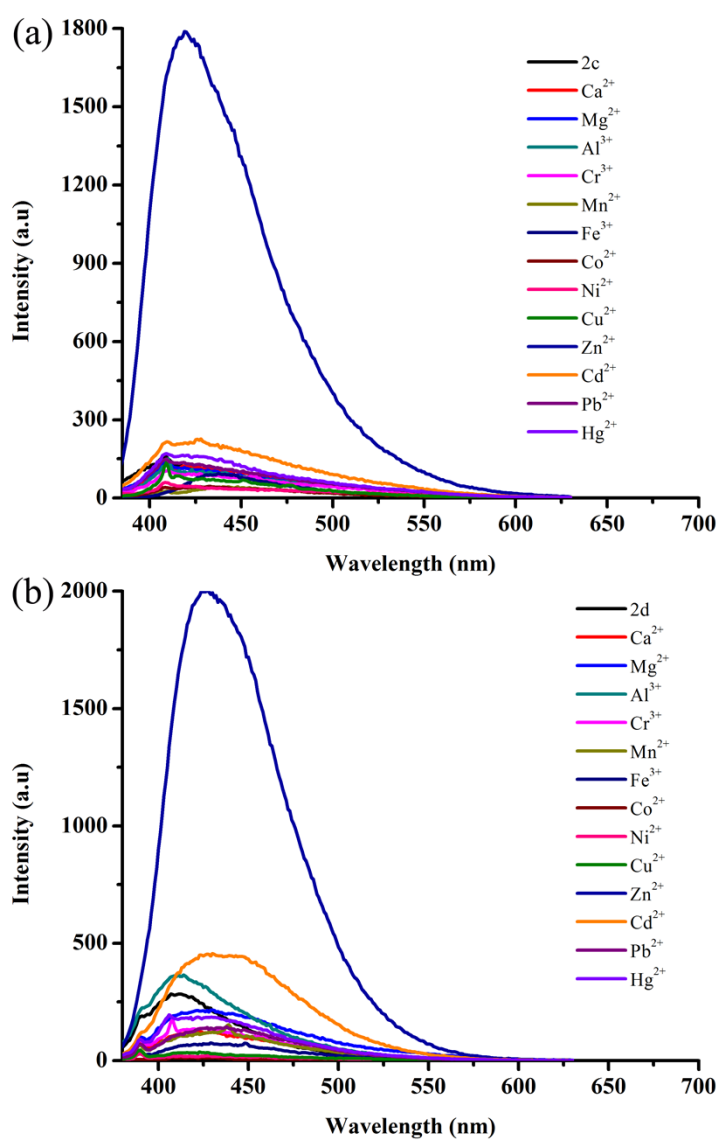 (a)
1800
1500
1200
900
600
300
0
Intensity (a.u)
400 450 500 550 600 650 700
Wavelength (nm)
2c
Ca²⁺
Mg²⁺
Al³⁺
Cr³⁺
Mn²⁺
Fe³⁺
Co²⁺
Ni²⁺
Cu²⁺
Zn²⁺
Cd²⁺
Pb²⁺
Hg²⁺
(b)
2000
1500
1000
500
0
Intensity (a.u)
400 450 500 550 600 650 700
Wavelength (nm)
2d
Ca²⁺
Mg²⁺
Al³⁺
Cr³⁺
Mn²⁺
Fe³⁺
Co²⁺
Ni²⁺
Cu²⁺
Zn²⁺
Cd²⁺
Pb²⁺
Hg²⁺